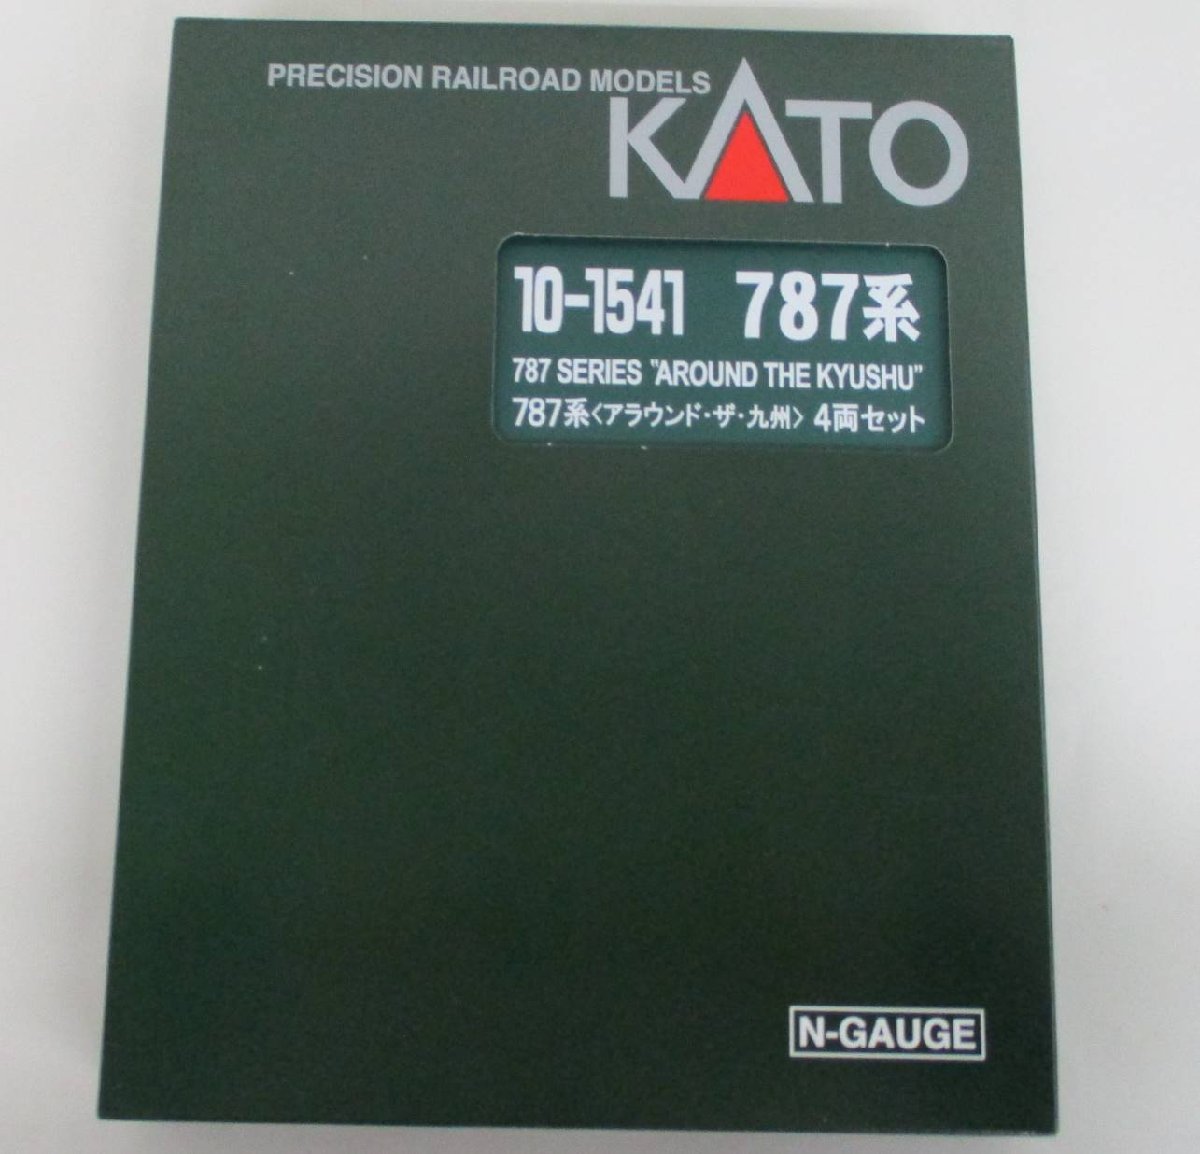 PRECISION RAILROAD MODELS
KATO
10-1541 787系
787 SERIES "AROUND THE KYUSHU"
787系〈アラウンド・ザ・九州〉4両セット
N-GAUGE